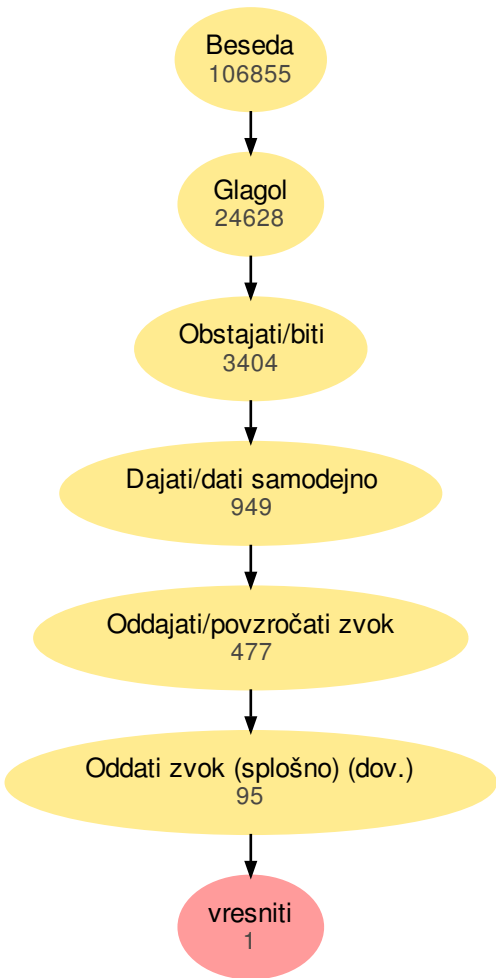 Beseda
106855
Glagol
24628
Obstajati/biti
3404
Dajati/dati samodejno
949
Oddajati/povzročati zvok
477
Oddati zvok (splošno) (dov.)
95
vresniti
1